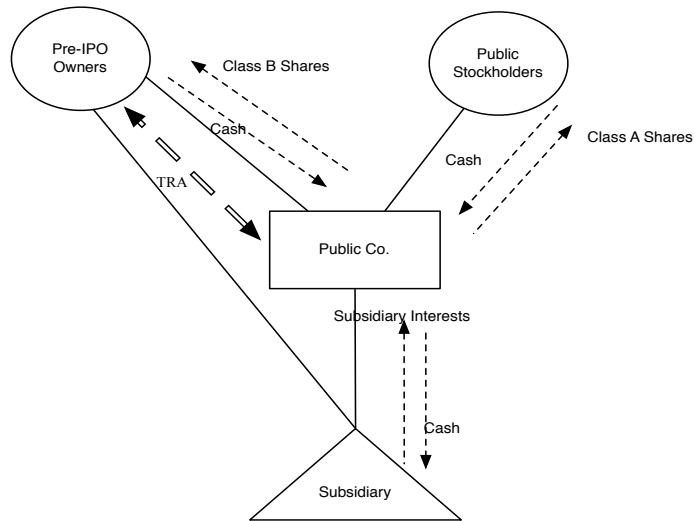 Pre-IPO
Owners
Public
Stockholders
Class B Shares
Cash
Class A Shares
Cash
TRA
Public Co.
Subsidiary Interests
Cash
Subsidiary